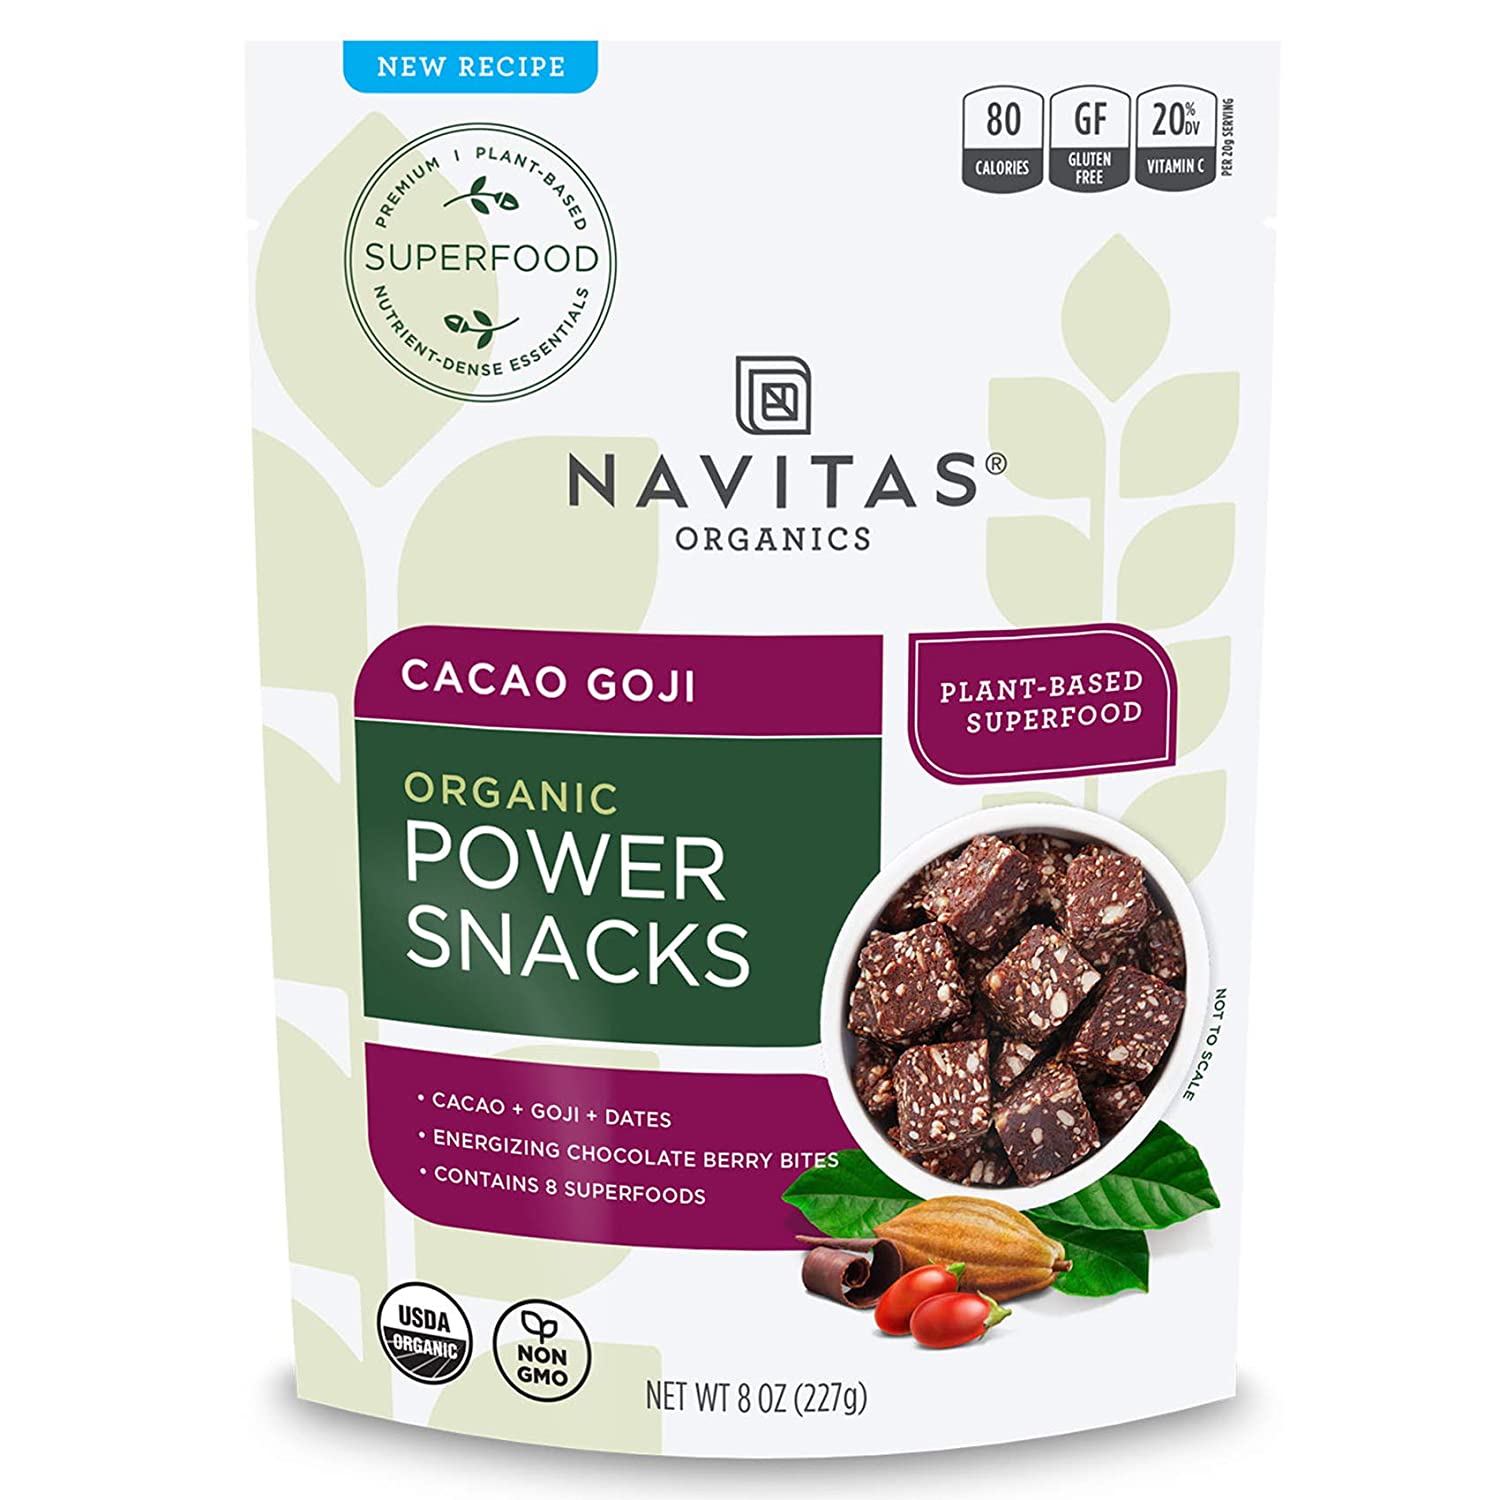 NEW RECIPE
PREMIUM | PLANT-BASED
SUPERFOOD
NUTRIENT-DENSE ESSENTIALS
80
CALORIES
GF
GLUTEN
FREE
20% DV
VITAMIN C
PER 20g SERVING
NAVITAS®
ORGANICS
CACAO GOJI
PLANT-BASED
SUPERFOOD
ORGANIC
POWER
SNACKS
• CACAO + GOJI + DATES
• ENERGIZING CHOCOLATE BERRY BITES
• CONTAINS 8 SUPERFOODS
NOT TO SCALE
USDA
ORGANIC
NON
GMO
NET WT 8 OZ (227g)